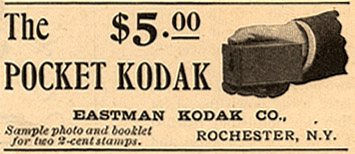 The $5.00
POCKET KODAK
EASTMAN KODAK CO.,
Sample photo and booklet
for two 2-cent stamps.
ROCHESTER, N.Y.